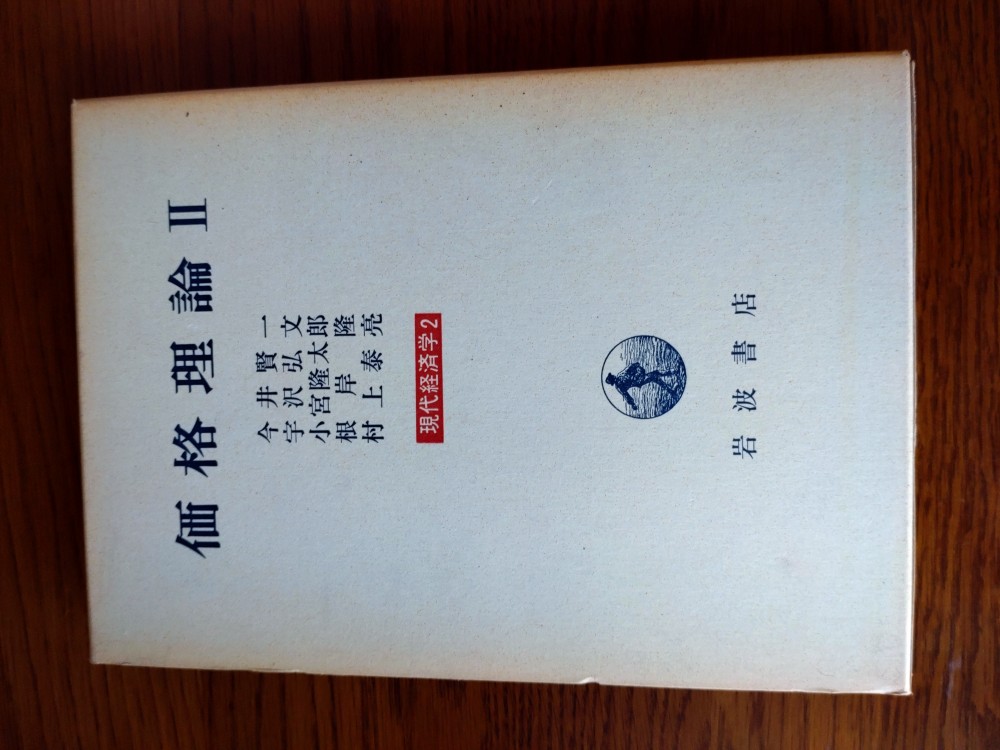 価格理論 II
今井賢一
宇沢弘文
小宮隆太郎
根岸隆
村上泰亮
現代経済学2
岩波書店